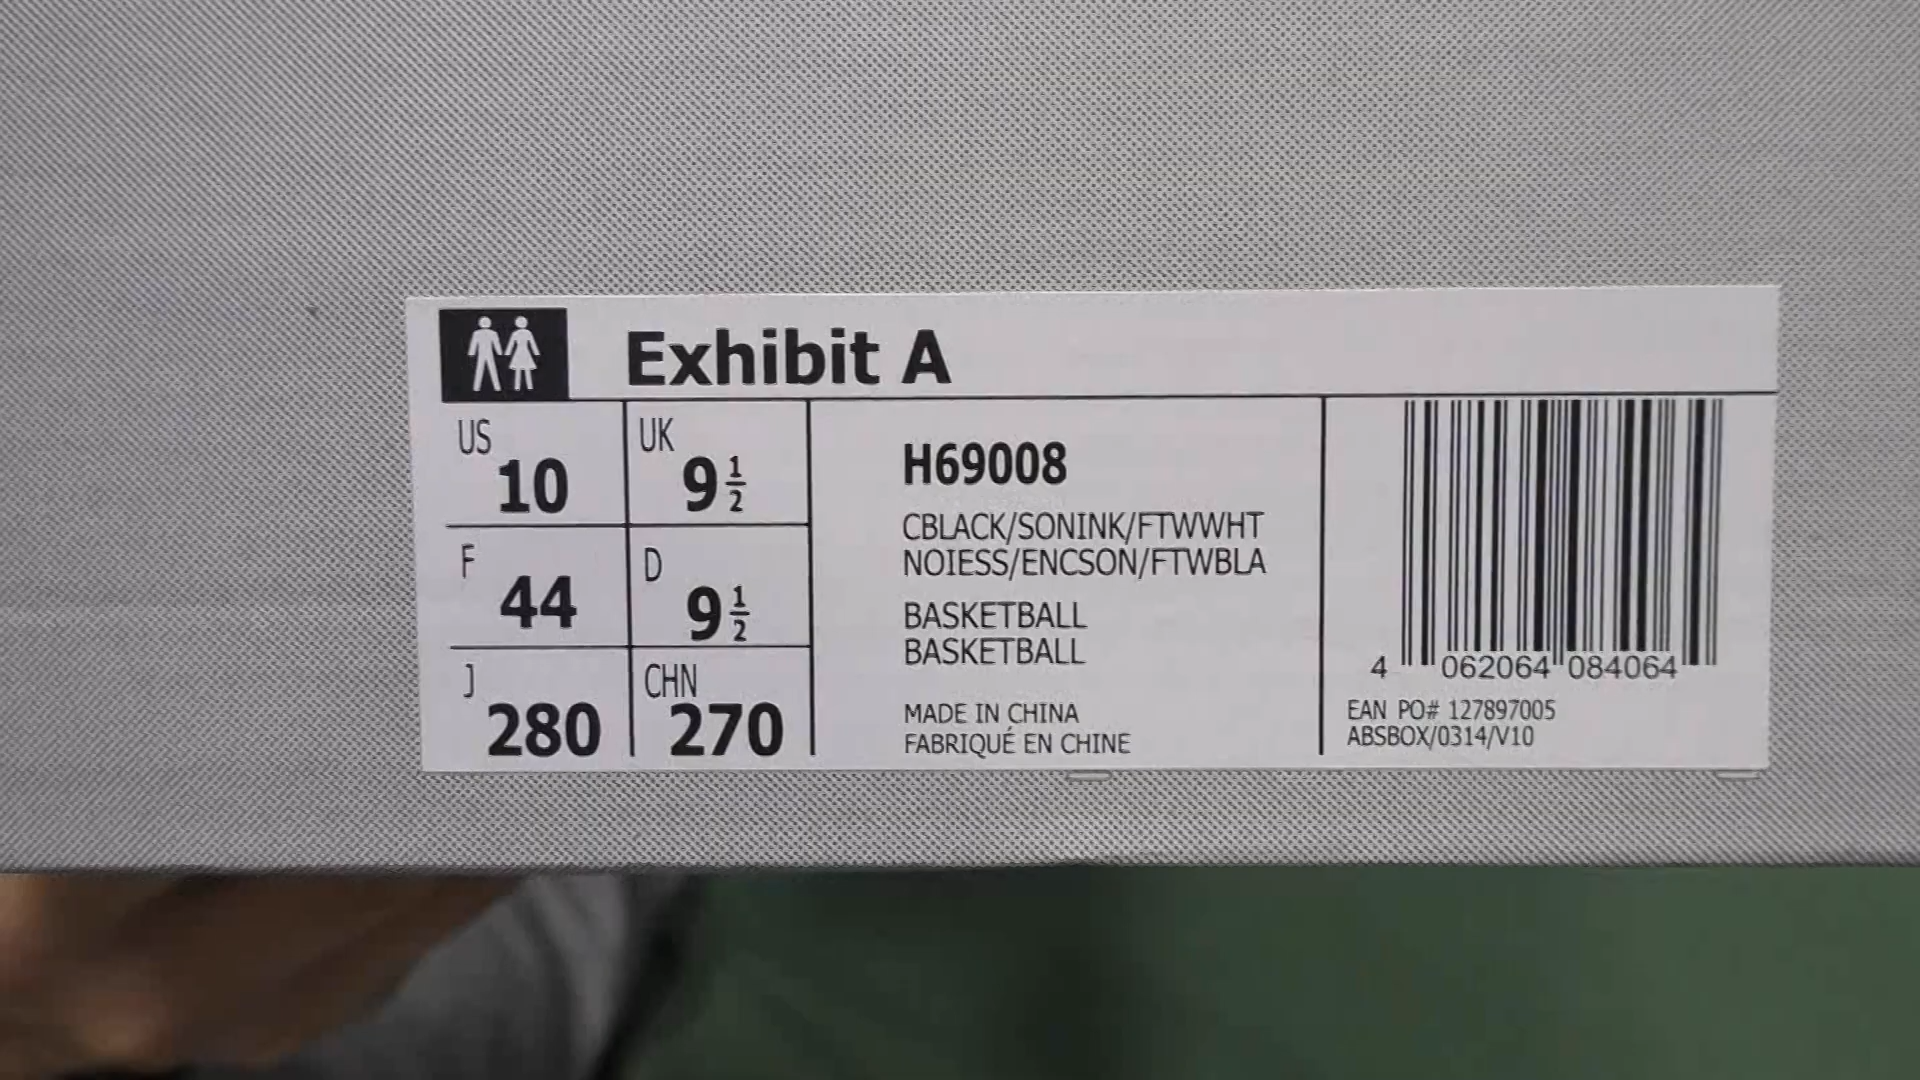 Exhibit A
US 10 UK 9 1/2
F 44 D 9 1/2
J 280 CHN 270
H69008
CBLACK/SONINK/FTWWHT
NOIESS/ENCSON/FTWBLA
BASKETBALL
BASKETBALL
MADE IN CHINA
FABRIQUÉ EN CHINE
4 062064 084064
EAN PO# 127897005
ABSBOX/0314/V10